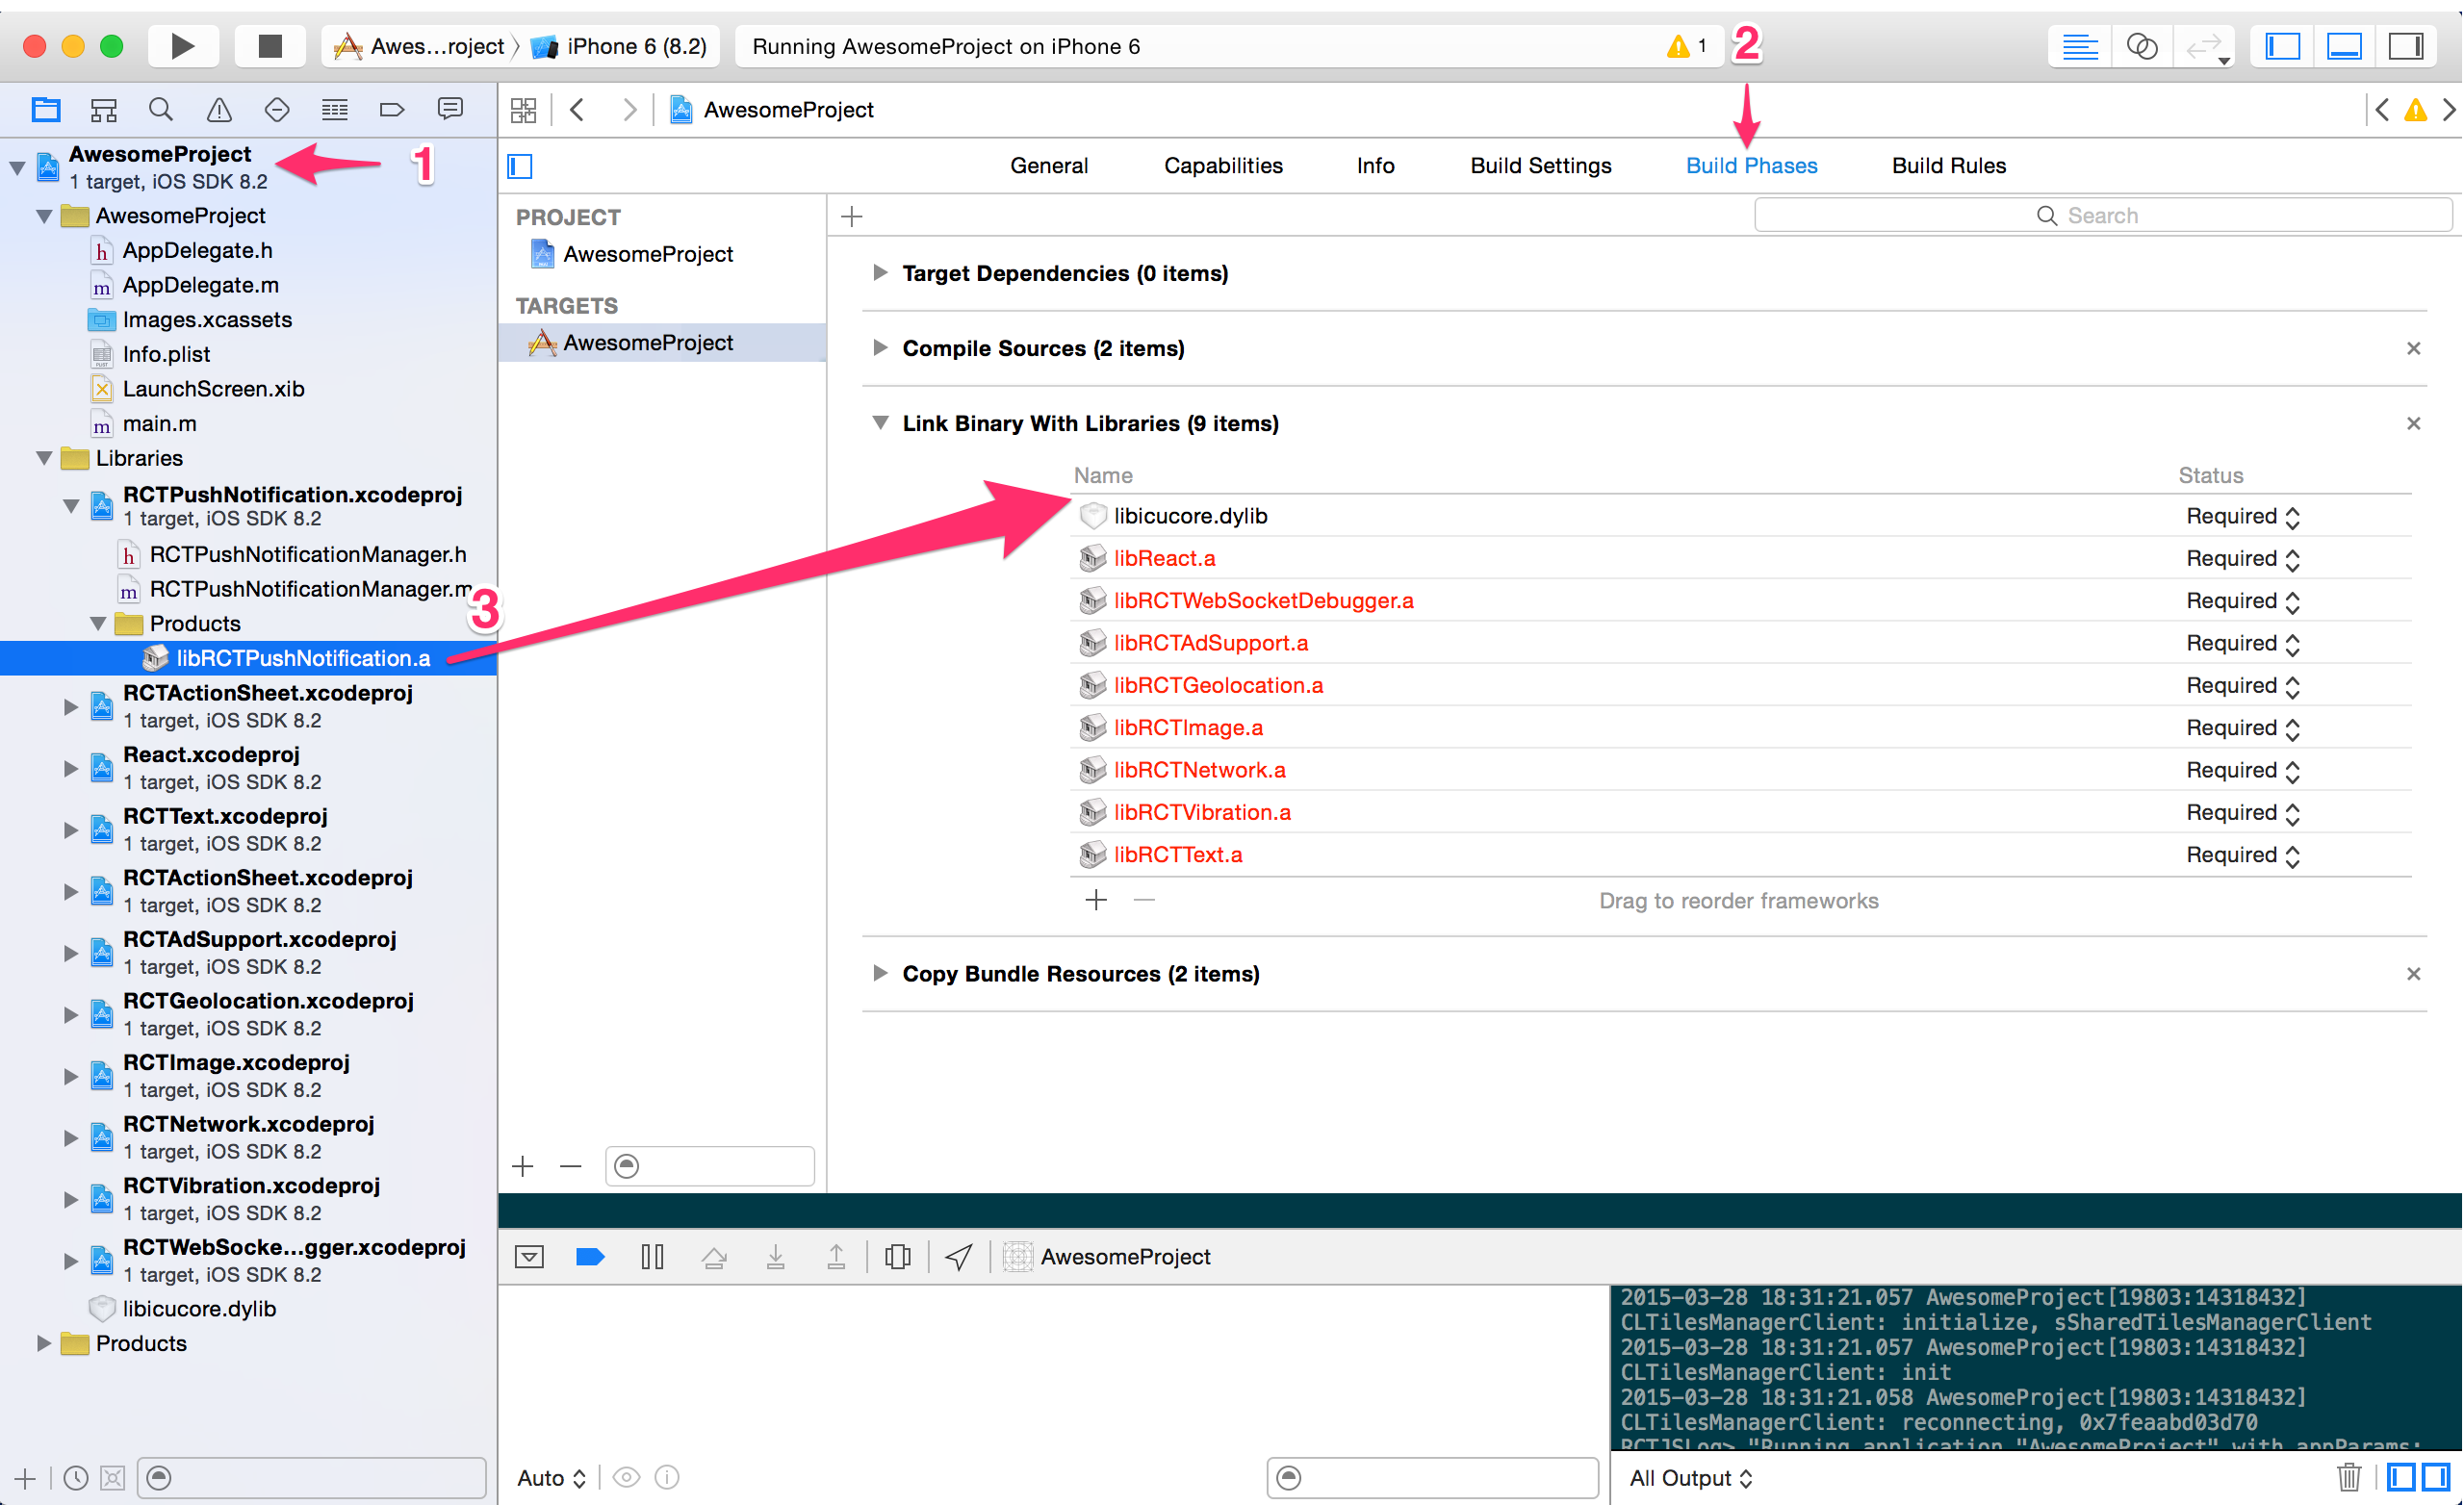 Awes...roject
iPhone 6 (8.2)
Running AwesomeProject on iPhone 6
1
2
AwesomeProject
AwesomeProject
1 target, iOS SDK 8.2
1
AwesomeProject
AppDelegate.h
AppDelegate.m
Images.xcassets
Info.plist
LaunchScreen.xib
main.m
Libraries
RCTPushNotification.xcodeproj
1 target, iOS SDK 8.2
RCTPushNotificationManager.h
RCTPushNotificationManager.m
3
Products
libRCTPushNotification.a
RCTActionSheet.xcodeproj
1 target, iOS SDK 8.2
React.xcodeproj
1 target, iOS SDK 8.2
RCTText.xcodeproj
1 target, iOS SDK 8.2
RCTActionSheet.xcodeproj
1 target, iOS SDK 8.2
RCTAdSupport.xcodeproj
1 target, iOS SDK 8.2
RCTGeolocation.xcodeproj
1 target, iOS SDK 8.2
RCTImage.xcodeproj
1 target, iOS SDK 8.2
RCTNetwork.xcodeproj
1 target, iOS SDK 8.2
RCTVibration.xcodeproj
1 target, iOS SDK 8.2
RCTWebSocke...gger.xcodeproj
1 target, iOS SDK 8.2
libicucore.dylib
Products
General Capabilities Info Build Settings Build Phases Build Rules
PROJECT
AwesomeProject
TARGETS
AwesomeProject
Search
Target Dependencies (0 items)
Compile Sources (2 items)
Link Binary With Libraries (9 items)
Name Status
libicucore.dylib Required
libReact.a Required
libRCTWebSocketDebugger.a Required
libRCTAdSupport.a Required
libRCTGeolocation.a Required
libRCTImage.a Required
libRCTNetwork.a Required
libRCTVibration.a Required
libRCTText.a Required
Drag to reorder frameworks
Copy Bundle Resources (2 items)
AwesomeProject
2015-03-28 18:31:21.057 AwesomeProject[19803:14318432]
CLTilesManagerClient: initialize, sSharedTilesManagerClient
2015-03-28 18:31:21.057 AwesomeProject[19803:14318432]
CLTilesManagerClient: init
2015-03-28 18:31:21.058 AwesomeProject[19803:14318432]
CLTilesManagerClient: reconnecting, 0x7feaabd03d70
RCTJSLog> "Running application "AwesomeProject" with appParams:
Auto
All Output